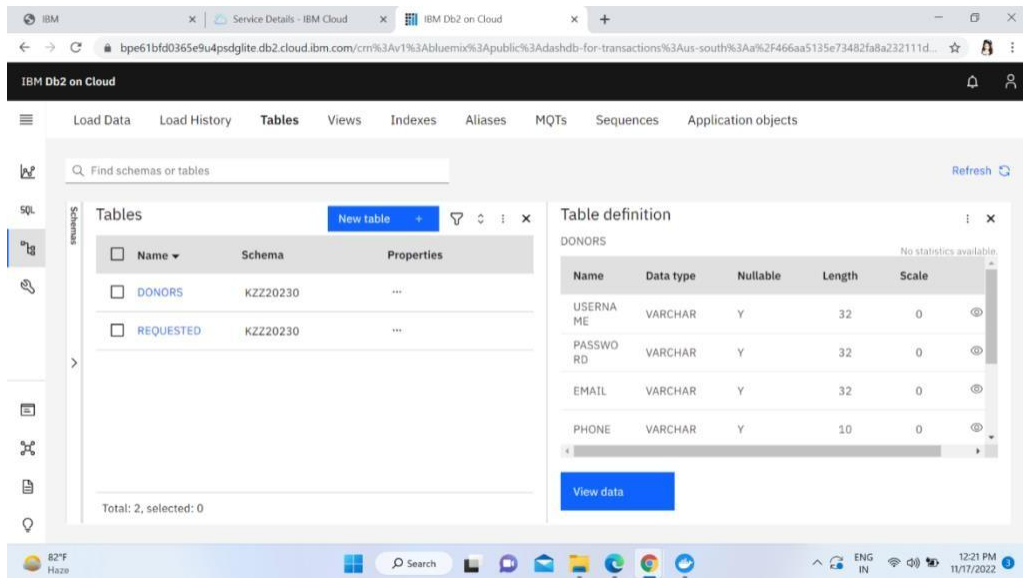 IBM
Service Details - IBM Cloud
IBM Db2 on Cloud
bpe61bfd0365e9u4psdglite.db2.cloud.ibm.com/crn%3Av1%3Abluemix%3Apublic%3Adashdb-for-transactions%3Aus-south%3Aa%2F466aa5135e73482fa8a232111d...
IBM Db2 on Cloud
Load Data Load History Tables Views Indexes Aliases MQTs Sequences Application objects
Find schemas or tables
Refresh
SQL
Schemas
Tables
New table +
Name Schema Properties
DONORS KZZ20230 ...
REQUESTED KZZ20230 ...
Total: 2, selected: 0
Table definition
DONORS
No statistics available.
Name Data type Nullable Length Scale
USERNA
ME VARCHAR Y 32 0
PASSWO
RD VARCHAR Y 32 0
EMAIL VARCHAR Y 32 0
PHONE VARCHAR Y 10 0
View data
82°F
Haze
Search
ENG
IN
12:21 PM
11/17/2022
3